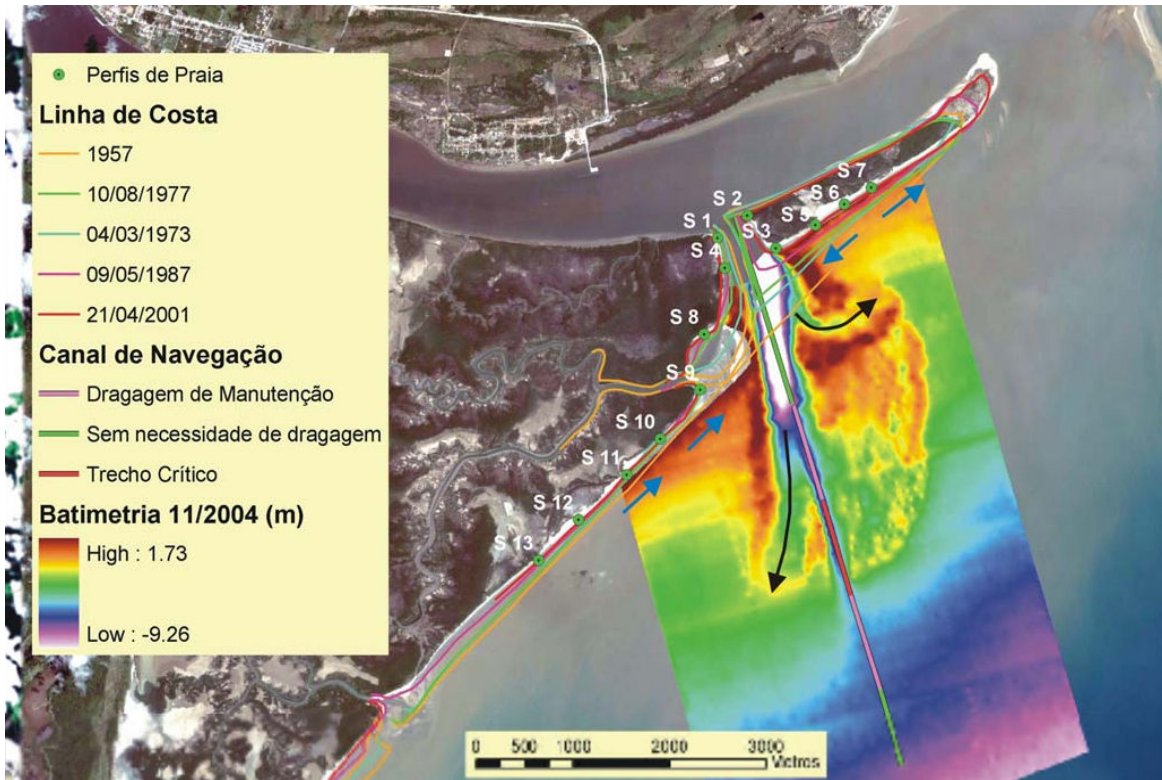 Perfis de Praia
Linha de Costa
1957
10/08/1977
04/03/1973
09/05/1987
21/04/2001
Canal de Navegação
Dragagem de Manutenção
Sem necessidade de dragagem
Trecho Crítico
Batimetria 11/2004 (m)
High : 1.73
Low : -9.26
S 7
S 6
S 5
S 2
S 1
S 3
S 4
S 8
S 9
S 10
S 11
S 12
S 13
0 500 1000 2000 3000
Metros